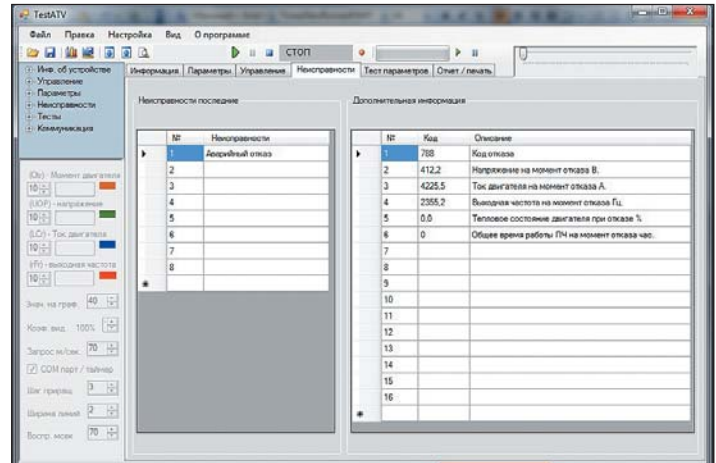 TestATV
Файл Правка Настройка Вид О программе
СТОП
Инф. об устройстве
Управление
Параметры
Неисправности
Тесты
Коммуникация
Информация Параметры Управление Неисправности Тест параметров Отчет / печать
Неисправности последние
№ Неисправности
1 Аварийный отказ
2
3
4
5
6
7
8
Дополнительная информация
№ Код Описание
1 788 Код отказа
2 412,2 Напряжение на момент отказа В.
3 4225,5 Ток двигателя на момент отказа А.
4 2355,2 Выходная частота на момент отказа Гц.
5 0,0 Тепловое состояние двигателя при отказе %
6 0 Общее время работы ПЧ на момент отказа час.
7
8
9
10
11
12
13
14
15
16
(Otr) - Момент двигателя
10
(UOP) - напряжение
10
(LCr) - Ток двигателя
10
(rFr) - выходная частота
10
Знач. на граф. 40
Коэф. вид. 100%
Запрос м/сек. 70
COM порт / таймер
Шаг приращ. 3
Ширина линий 2
Воспр. мсек 70